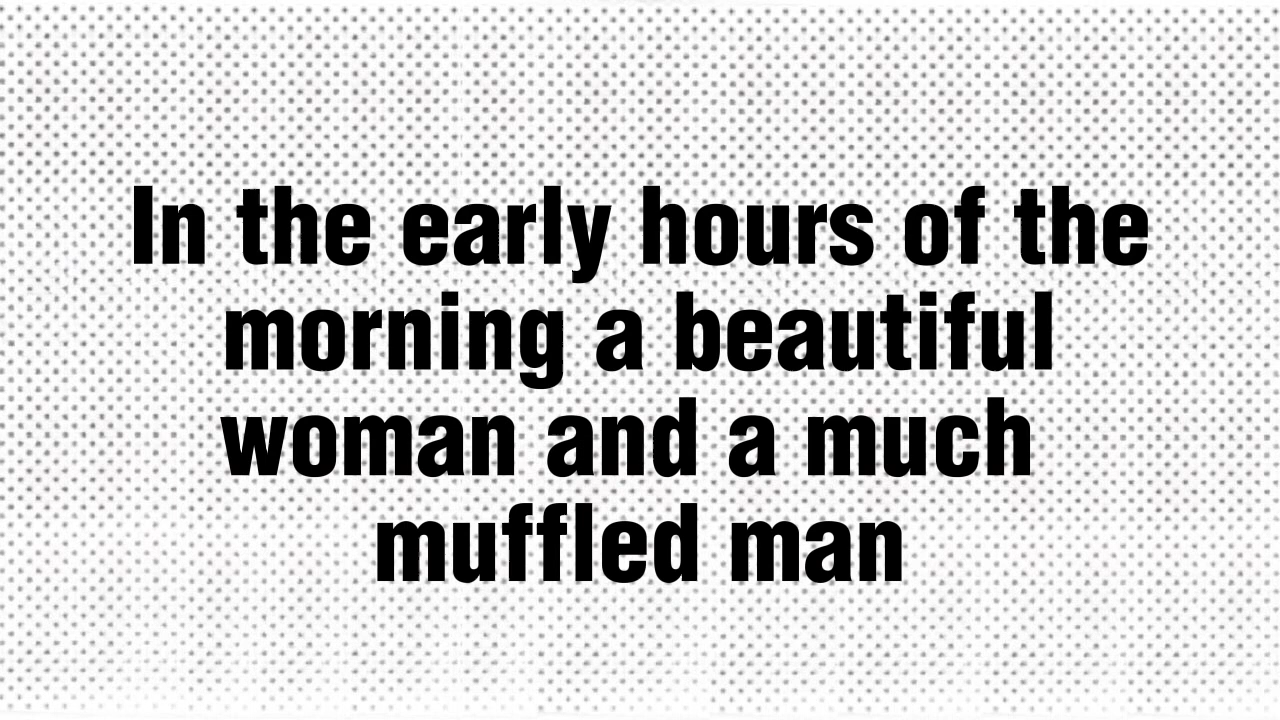 In the early hours of the
morning a beautiful
woman and a much
muffled man